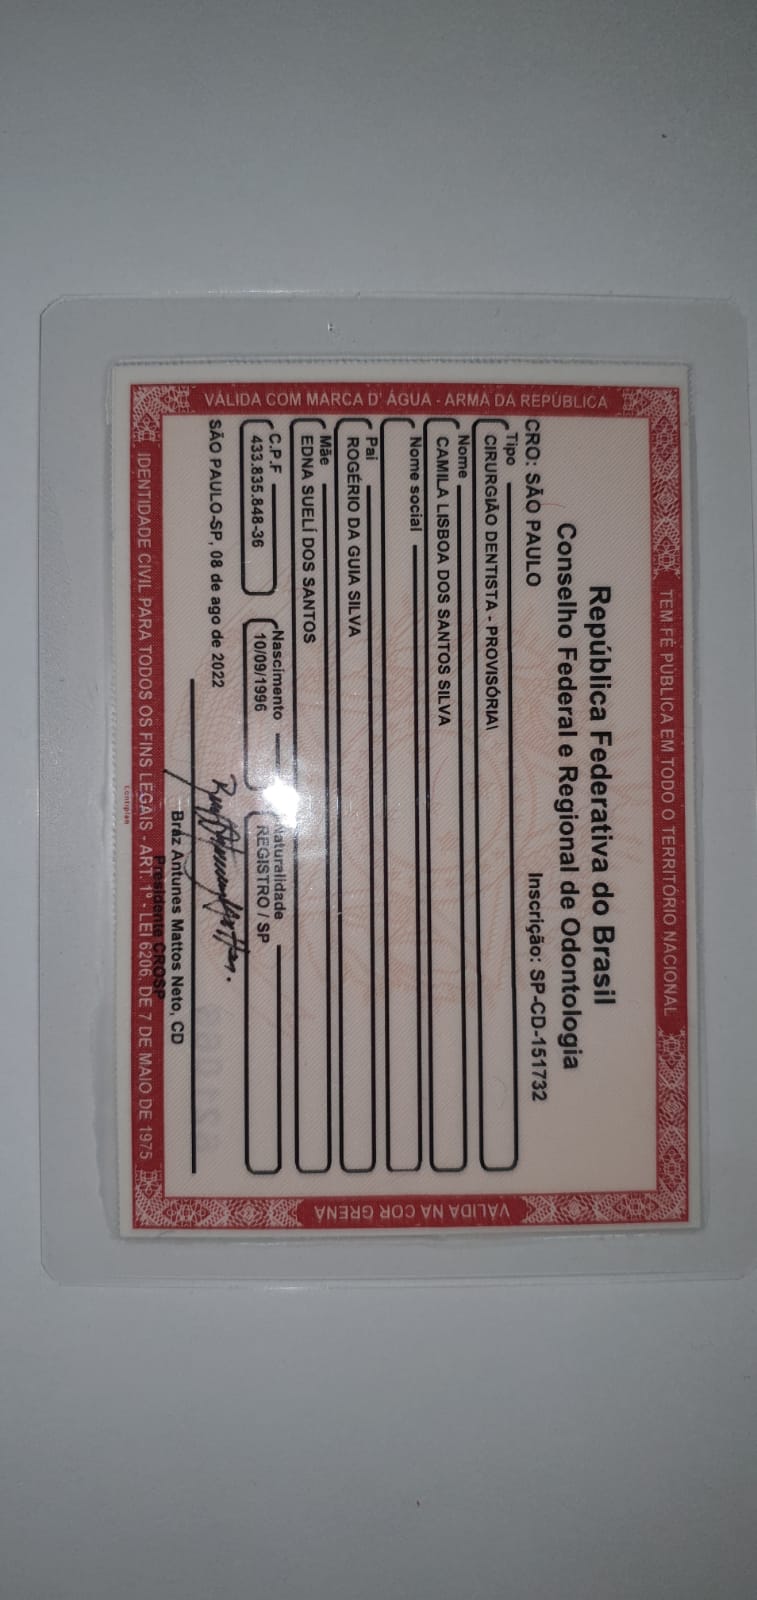 TEM FÉ PÚBLICA EM TODO O TERRITÓRIO NACIONAL
VÁLIDA COM MARCA D' ÁGUA - ARMA DA REPÚBLICA
República Federativa do Brasil
Conselho Federal e Regional de Odontologia
CRO: SÃO PAULO Inscrição: SP-CD-151732
Tipo
CIRURGIÃO DENTISTA - PROVISÓRIAI
Nome
CAMILA LISBOA DOS SANTOS SILVA
Nome social
Pai
ROGÉRIO DA GUIA SILVA
Mãe
EDNA SUELÍ DOS SANTOS
C.P.F Nascimento Naturalidade
433.835.848-36 10/09/1996 REGISTRO / SP
SÃO PAULO-SP, 08 de ago de 2022
Braz Antunes Mattos Neto, CD
Presidente CROSP
VÁLIDA NA COR GRENA
IDENTIDADE CIVIL PARA TODOS OS FINS LEGAIS - ART. 1º - LEI 6206, DE 7 DE MAIO DE 1975